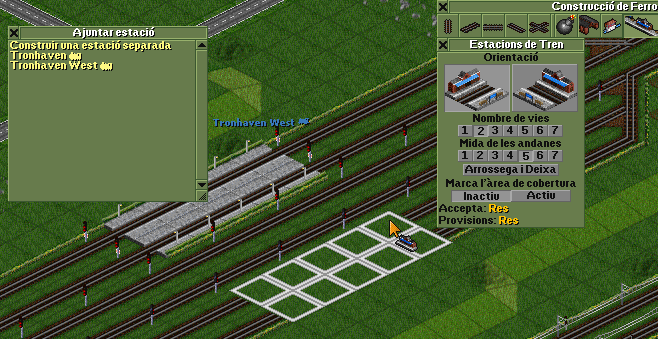 Ajuntar estació
Construir una estació separada
Tronhaven
Tronhaven West
Tronhaven West
Construcció de Ferro
Estacions de Tren
Orientació
Nombre de vies
1 2 3 4 5 6 7
Mida de les andanes
1 2 3 4 5 6 7
Arrossega i Deixa
Marca l'àrea de cobertura
Inactiu Actiu
Accepta: Res
Provisions: Res